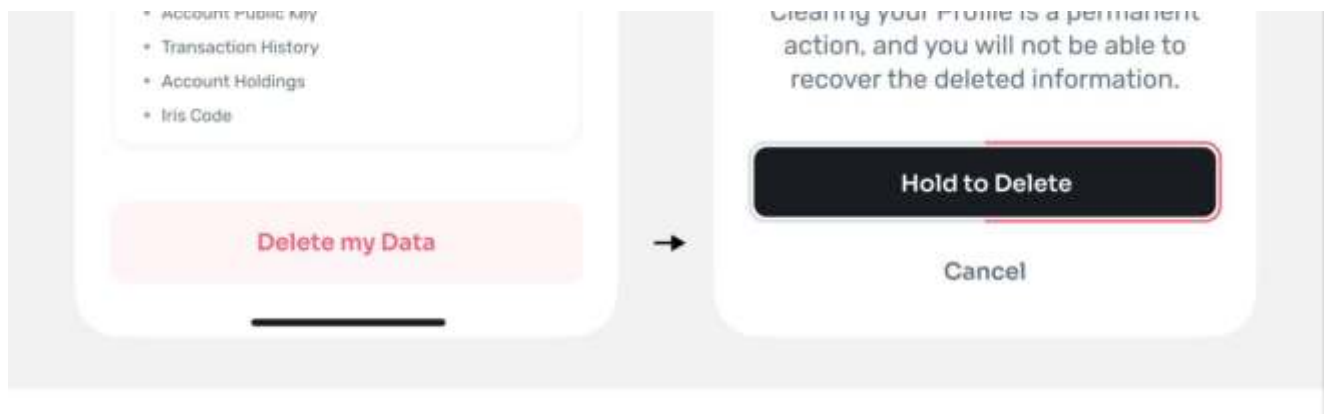 Account Public Key
Transaction History
Account Holdings
Iris Code
Delete my Data
Clearing your Profile is a permanent
action, and you will not be able to
recover the deleted information.
Hold to Delete
Cancel